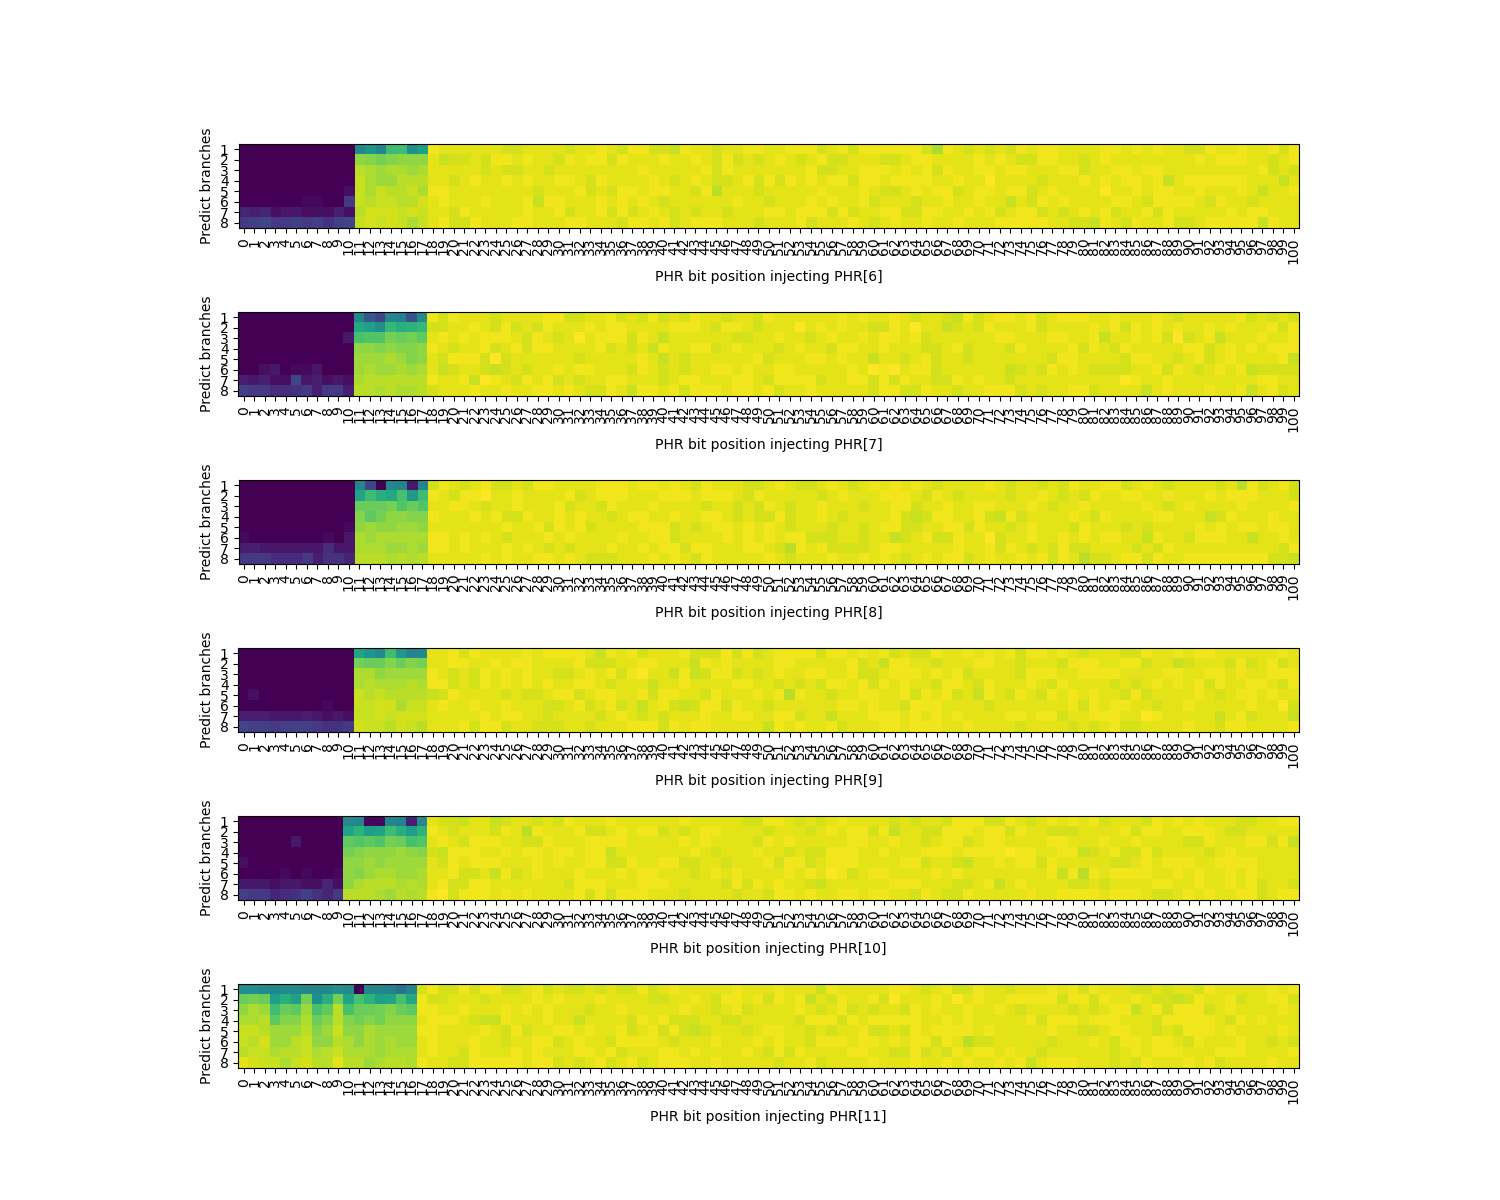 Predict branches
1
2
3
4
5
6
7
8
0 1 2 3 4 5 6 7 8 9 10 11 12 13 14 15 16 17 18 19 20 21 22 23 24 25 26 27 28 29 30 31 32 33 34 35 36 37 38 39 40 41 42 43 44 45 46 47 48 49 50 51 52 53 54 55 56 57 58 59 60 61 62 63 64 65 66 67 68 69 70 71 72 73 74 75 76 77 78 79 80 81 82 83 84 85 86 87 88 89 90 91 92 93 94 95 96 97 98 99 100
PHR bit position injecting PHR[6]
Predict branches
1
2
3
4
5
6
7
8
0 1 2 3 4 5 6 7 8 9 10 11 12 13 14 15 16 17 18 19 20 21 22 23 24 25 26 27 28 29 30 31 32 33 34 35 36 37 38 39 40 41 42 43 44 45 46 47 48 49 50 51 52 53 54 55 56 57 58 59 60 61 62 63 64 65 66 67 68 69 70 71 72 73 74 75 76 77 78 79 80 81 82 83 84 85 86 87 88 89 90 91 92 93 94 95 96 97 98 99 100
PHR bit position injecting PHR[7]
Predict branches
1
2
3
4
5
6
7
8
0 1 2 3 4 5 6 7 8 9 10 11 12 13 14 15 16 17 18 19 20 21 22 23 24 25 26 27 28 29 30 31 32 33 34 35 36 37 38 39 40 41 42 43 44 45 46 47 48 49 50 51 52 53 54 55 56 57 58 59 60 61 62 63 64 65 66 67 68 69 70 71 72 73 74 75 76 77 78 79 80 81 82 83 84 85 86 87 88 89 90 91 92 93 94 95 96 97 98 99 100
PHR bit position injecting PHR[8]
Predict branches
1
2
3
4
5
6
7
8
0 1 2 3 4 5 6 7 8 9 10 11 12 13 14 15 16 17 18 19 20 21 22 23 24 25 26 27 28 29 30 31 32 33 34 35 36 37 38 39 40 41 42 43 44 45 46 47 48 49 50 51 52 53 54 55 56 57 58 59 60 61 62 63 64 65 66 67 68 69 70 71 72 73 74 75 76 77 78 79 80 81 82 83 84 85 86 87 88 89 90 91 92 93 94 95 96 97 98 99 100
PHR bit position injecting PHR[9]
Predict branches
1
2
3
4
5
6
7
8
0 1 2 3 4 5 6 7 8 9 10 11 12 13 14 15 16 17 18 19 20 21 22 23 24 25 26 27 28 29 30 31 32 33 34 35 36 37 38 39 40 41 42 43 44 45 46 47 48 49 50 51 52 53 54 55 56 57 58 59 60 61 62 63 64 65 66 67 68 69 70 71 72 73 74 75 76 77 78 79 80 81 82 83 84 85 86 87 88 89 90 91 92 93 94 95 96 97 98 99 100
PHR bit position injecting PHR[10]
Predict branches
1
2
3
4
5
6
7
8
0 1 2 3 4 5 6 7 8 9 10 11 12 13 14 15 16 17 18 19 20 21 22 23 24 25 26 27 28 29 30 31 32 33 34 35 36 37 38 39 40 41 42 43 44 45 46 47 48 49 50 51 52 53 54 55 56 57 58 59 60 61 62 63 64 65 66 67 68 69 70 71 72 73 74 75 76 77 78 79 80 81 82 83 84 85 86 87 88 89 90 91 92 93 94 95 96 97 98 99 100
PHR bit position injecting PHR[11]